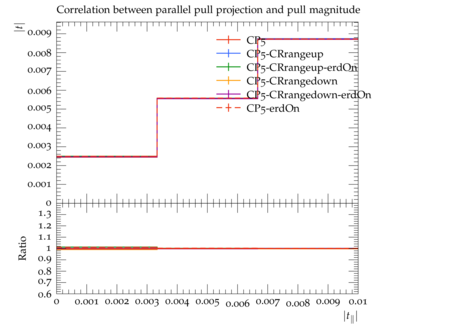 Correlation between parallel pull projection and pull magnitude
|t|
0.009
0.008
0.007
0.006
0.005
0.004
0.003
0.002
0.001
0
CP5
CP5-CRrangeup
CP5-CRrangeup-erdOn
CP5-CRrangedown
CP5-CRrangedown-erdOn
CP5-erdOn
Ratio
1.3
1.2
1.1
1
0.9
0.8
0.7
0.6
0 0.001 0.002 0.003 0.004 0.005 0.006 0.007 0.008 0.009 0.01
|t∥|